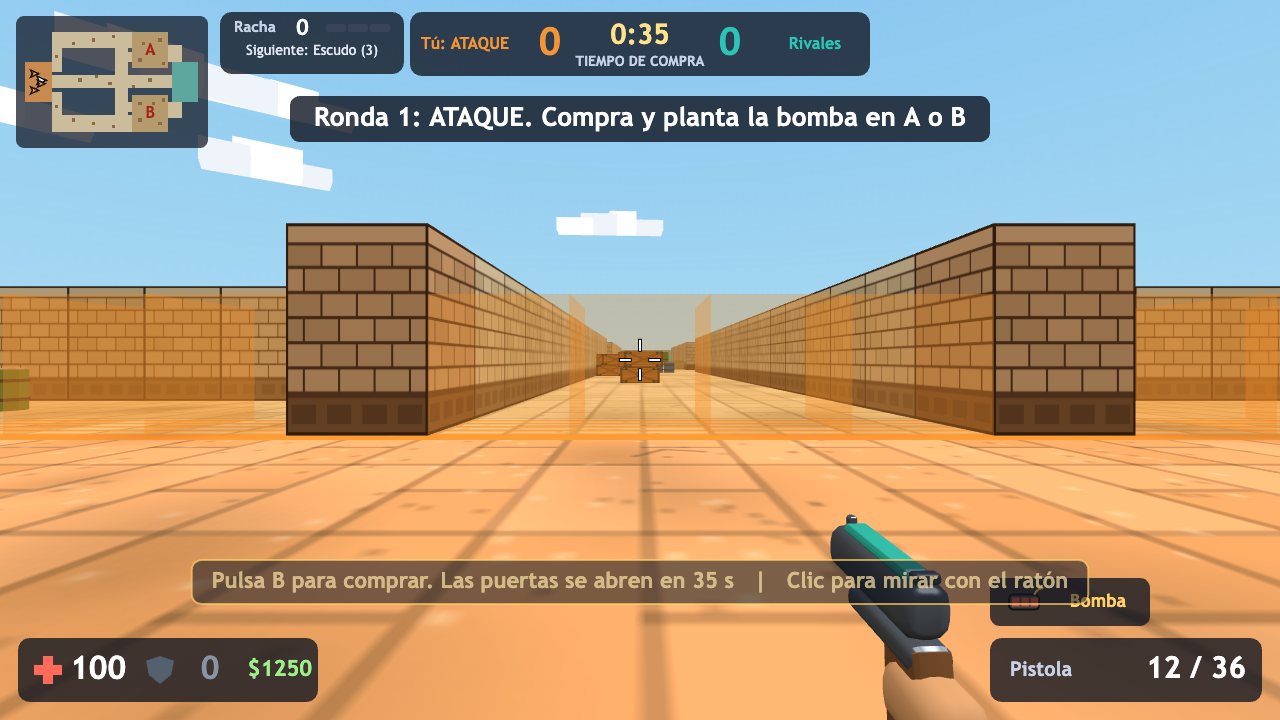 A
B
Racha 0
Siguiente: Escudo (3)
Tú: ATAQUE 0 0:35 0 Rivales
TIEMPO DE COMPRA
Ronda 1: ATAQUE. Compra y planta la bomba en A o B
Pulsa B para comprar. Las puertas se abren en 35 s | Clic para mirar con el ratón
Bomba
100 0 $1250
Pistola 12 / 36